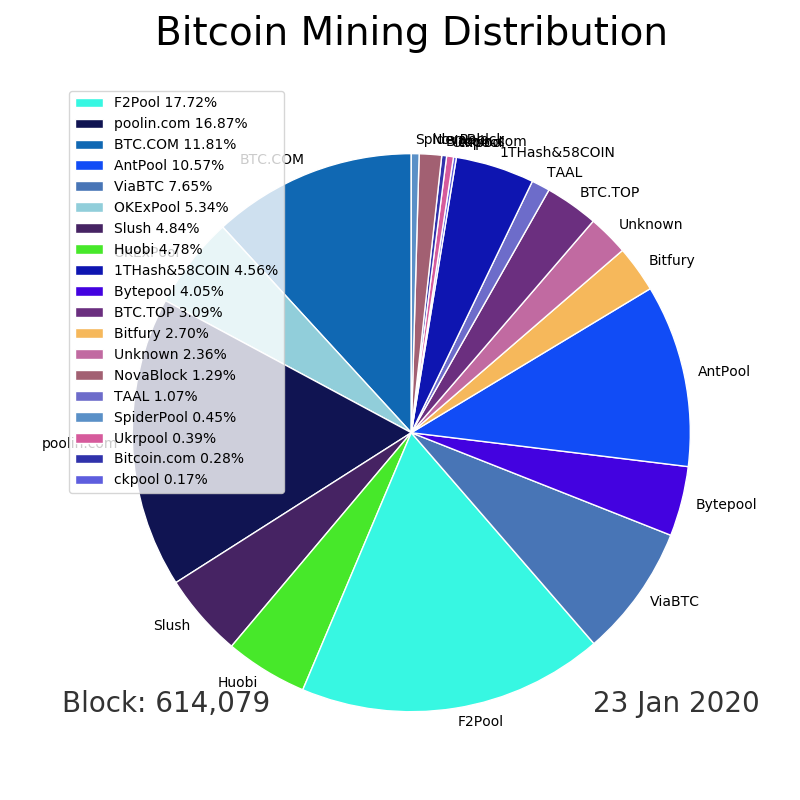 Bitcoin Mining Distribution
F2Pool 17.72%
poolin.com 16.87%
BTC.COM 11.81%
AntPool 10.57%
ViaBTC 7.65%
OKExPool 5.34%
Slush 4.84%
Huobi 4.78%
1THash&58COIN 4.56%
Bytepool 4.05%
BTC.TOP 3.09%
Bitfury 2.70%
Unknown 2.36%
NovaBlock 1.29%
TAAL 1.07%
SpiderPool 0.45%
Ukrpool 0.39%
Bitcoin.com 0.28%
ckpool 0.17%
BTC.COM
OKExPool
poolin.com
Slush
Huobi
F2Pool
ViaBTC
Bytepool
AntPool
Bitfury
Unknown
BTC.TOP
TAAL
1THash&58COIN
Block: 614,079
23 Jan 2020